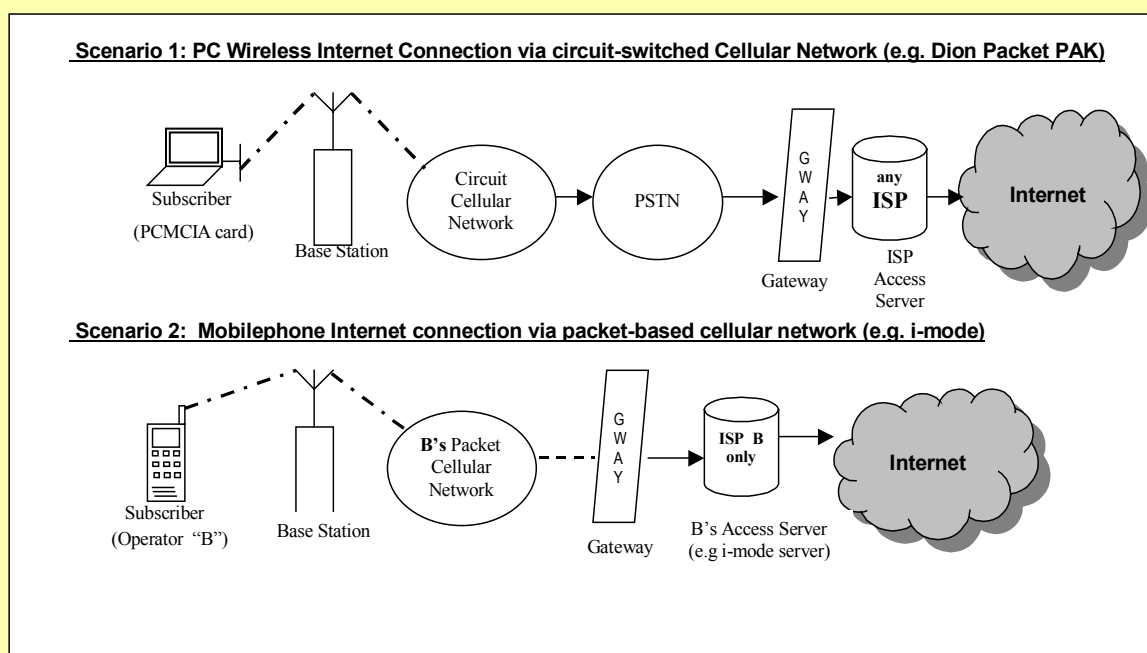 Scenario 1: PC Wireless Internet Connection via circuit-switched Cellular Network (e.g. Dion Packet PAK)
Subscriber
(PCMCIA card)
Base Station
Circuit
Cellular
Network
PSTN
G
W
A
Y
Gateway
any
ISP
ISP
Access
Server
Internet
Scenario 2: Mobilephone Internet connection via packet-based cellular network (e.g. i-mode)
Subscriber
(Operator “B”)
Base Station
B’s Packet
Cellular
Network
G
W
A
Y
Gateway
ISP B
only
B’s Access Server
(e.g i-mode server)
Internet